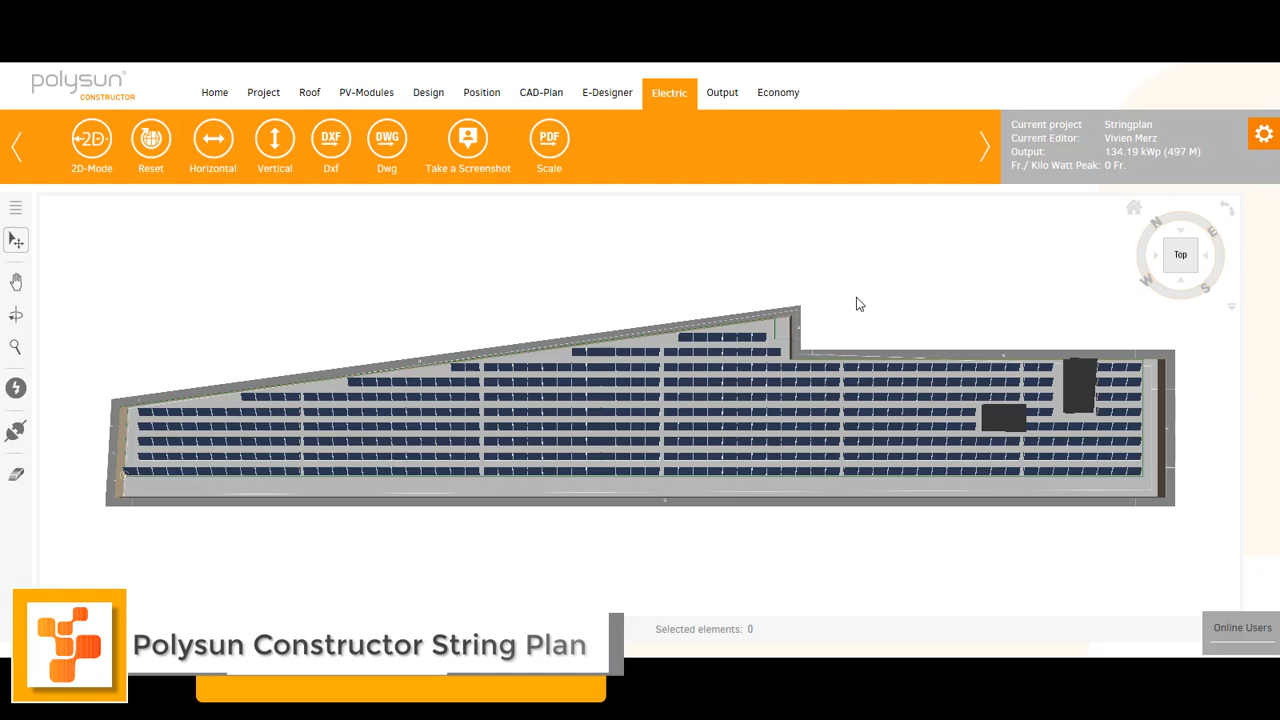 polysun®
CONSTRUCTOR
Home Project Roof PV-Modules Design Position CAD-Plan E-Designer Electric Output Economy
2D DXF DWG PDF
2D-Mode Reset Horizontal Vertical Dxf Dwg Take a Screenshot Scale
Current project Stringplan
Current Editor: Vivien Merz
Output: 134.19 kWp (497 M)
Fr./ Kilo Watt Peak: 0 Fr.
N E
Top
W S
Selected elements: 0
Online Users
Polysun Constructor String Plan